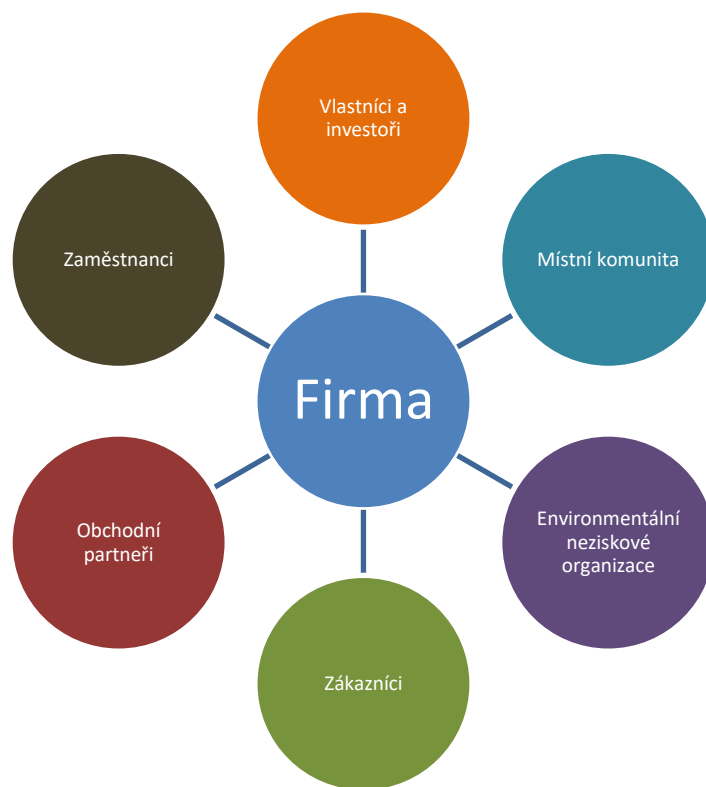 Vlastníci a
investoři
Zaměstnanci
Místní komunita
Firma
Obchodní
partneři
Environmentální
neziskové
organizace
Zákazníci